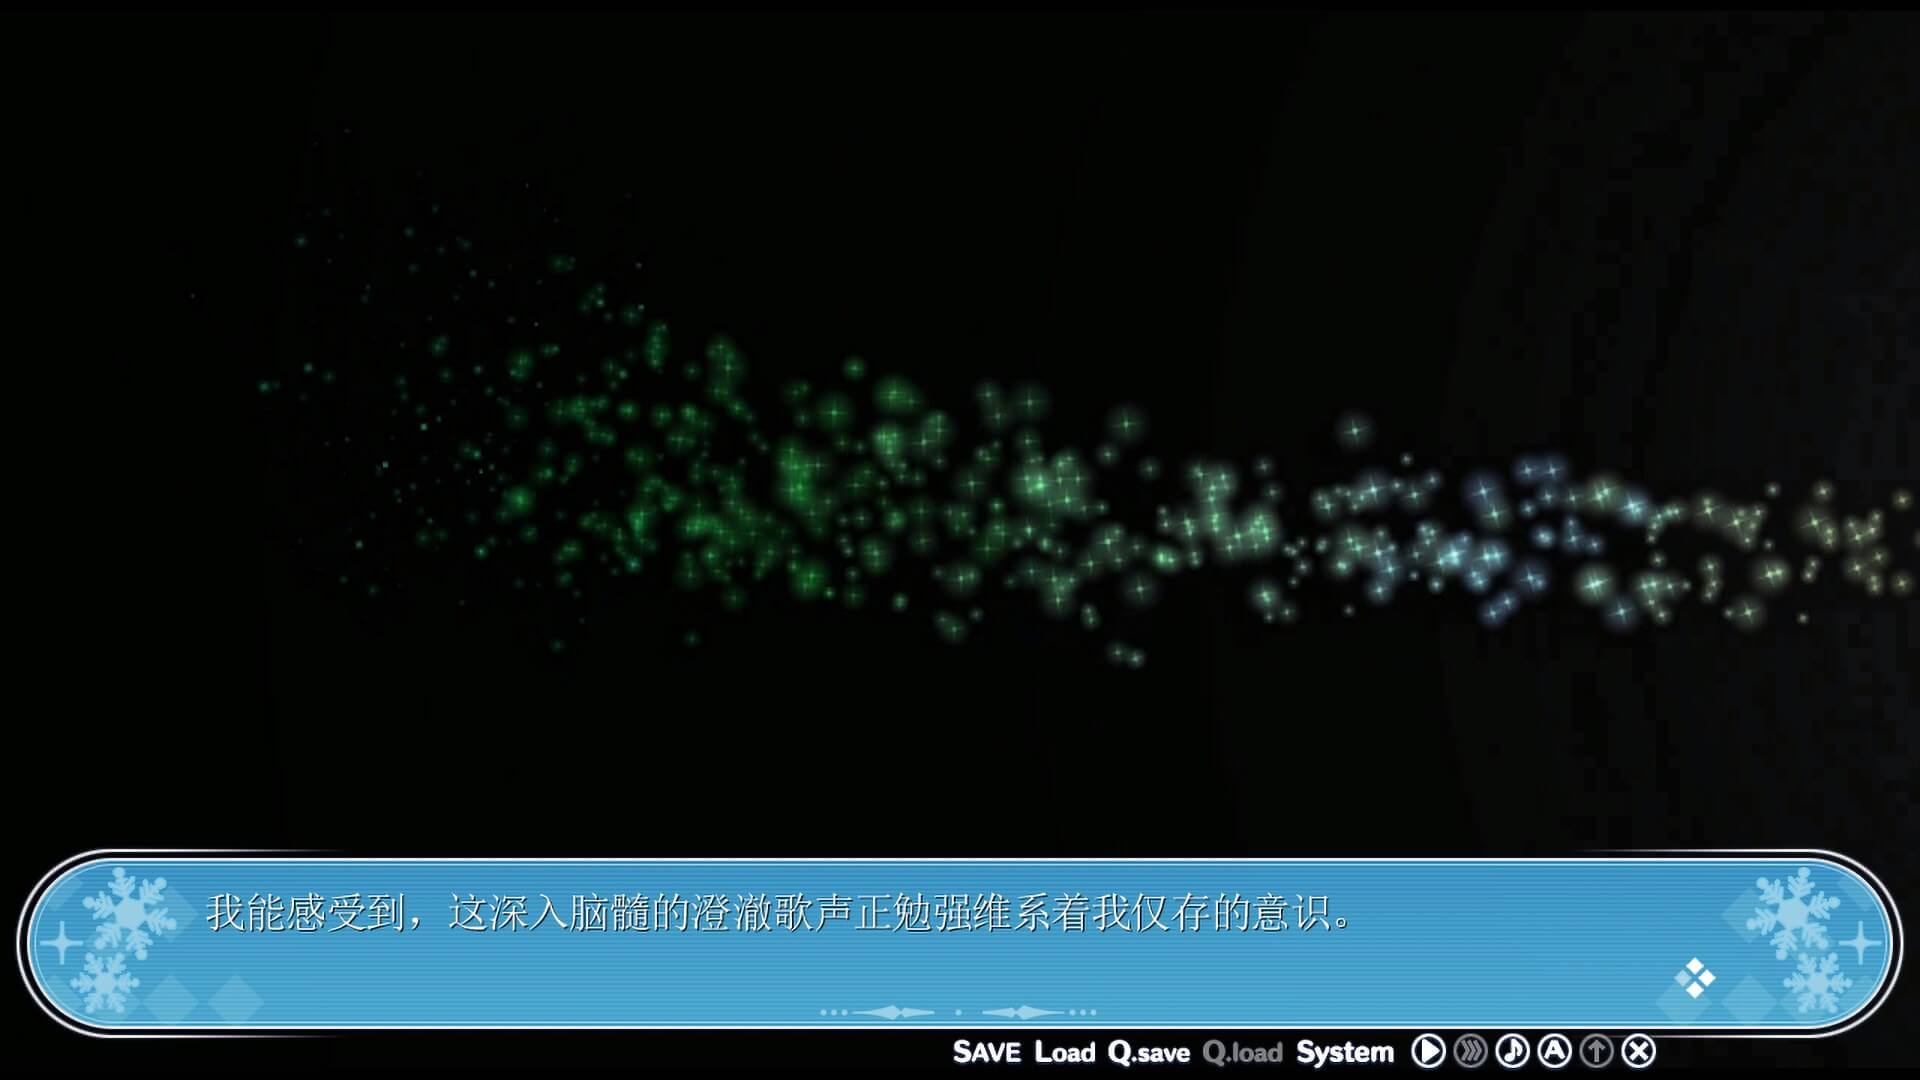 我能感受到，这深入脑髓的澄澈歌声正勉强维系着我仅存的意识。
SAVE Load Q.save Q.load System